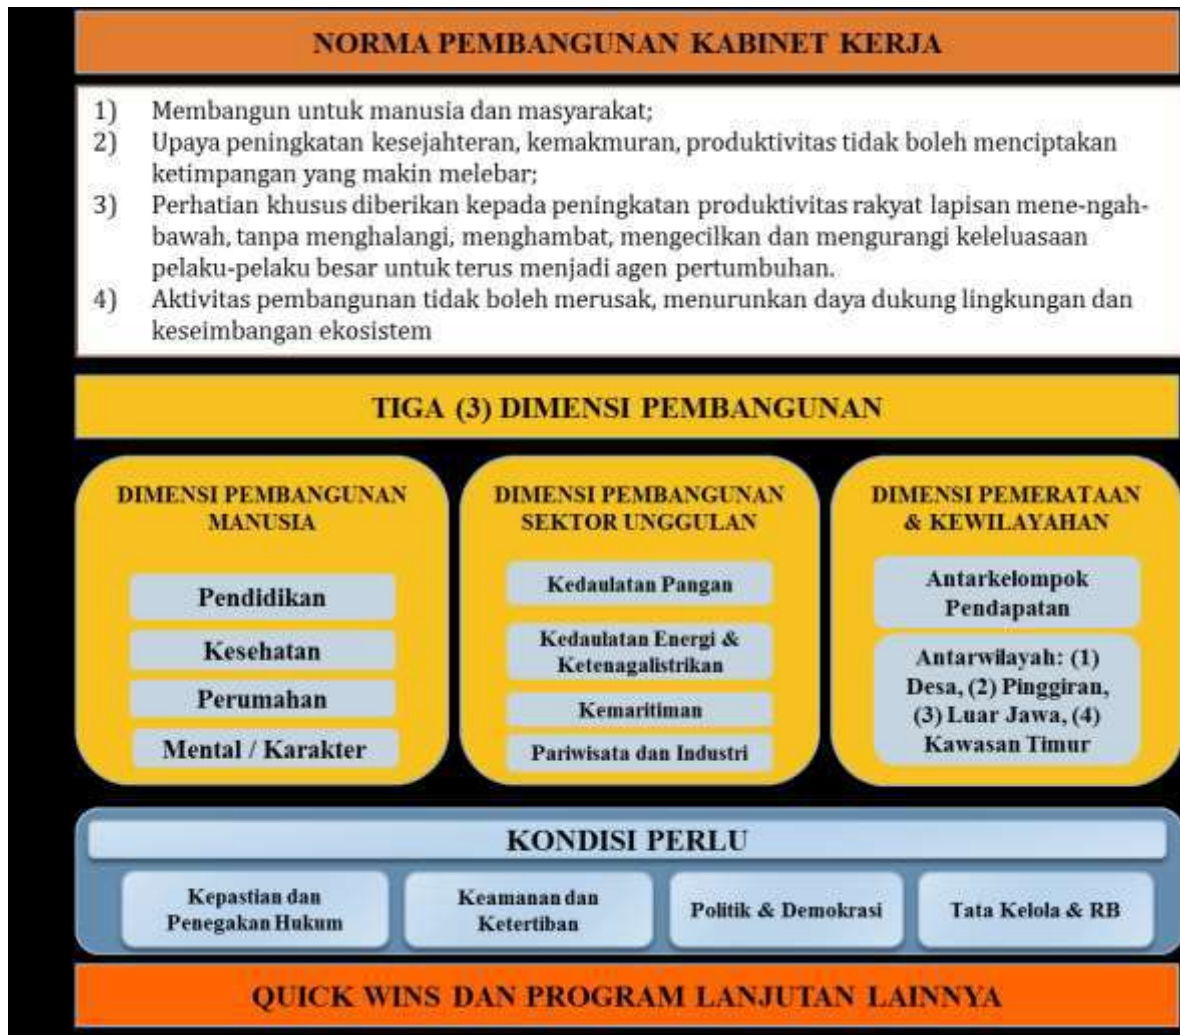 NORMA PEMBANGUNAN KABINET KERJA
1) Membangun untuk manusia dan masyarakat;
2) Upaya peningkatan kesejahteran, kemakmuran, produktivitas tidak boleh menciptakan
ketimpangan yang makin melebar;
3) Perhatian khusus diberikan kepada peningkatan produktivitas rakyat lapisan mene-ngah-
bawah, tanpa menghalangi, menghambat, mengecilkan dan mengurangi keleluasaan
pelaku-pelaku besar untuk terus menjadi agen pertumbuhan.
4) Aktivitas pembangunan tidak boleh merusak, menurunkan daya dukung lingkungan dan
keseimbangan ekosistem
TIGA (3) DIMENSI PEMBANGUNAN
DIMENSI PEMBANGUNAN
MANUSIA
Pendidikan
Kesehatan
Perumahan
Mental / Karakter
DIMENSI PEMBANGUNAN
SEKTOR UNGGULAN
Kedaulatan Pangan
Kedaulatan Energi &
Ketenagalistrikan
Kemaritiman
Pariwisata dan Industri
DIMENSI PEMERATAAN
& KEWILAYAHAN
Antarkelompok
Pendapatan
Antarwilayah: (1)
Desa, (2) Pinggiran,
(3) Luar Jawa, (4)
Kawasan Timur
KONDISI PERLU
Kepastian dan
Penegakan Hukum
Keamanan dan
Ketertiban
Politik & Demokrasi
Tata Kelola & RB
QUICK WINS DAN PROGRAM LANJUTAN LAINNYA